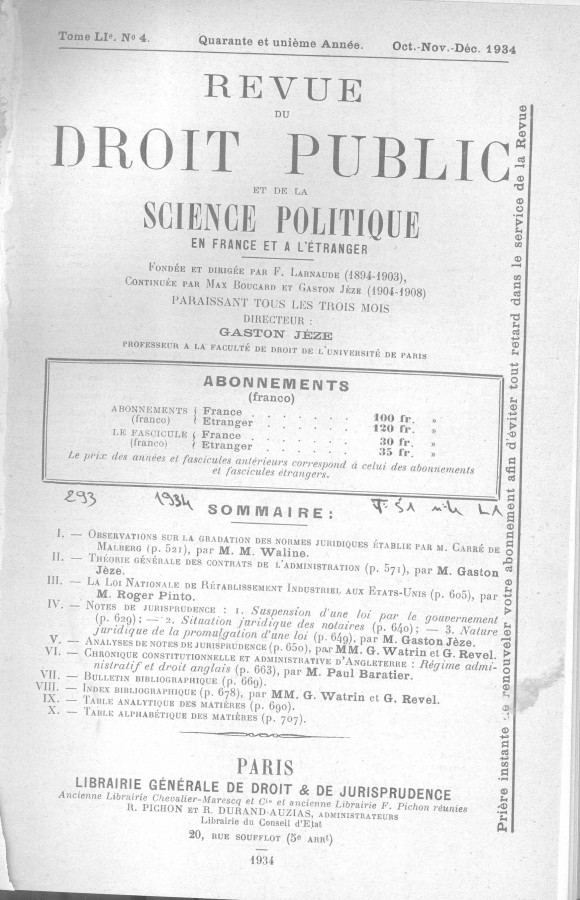 Tome LIe. No 4. Quarante et unième Année. Oct.-Nov.-Déc. 1934
REVUE
DU
DROIT PUBLIC
ET DE LA
SCIENCE POLITIQUE
EN FRANCE ET A L'ÉTRANGER
Fondée et dirigée par F. Larnaude (1894-1903),
Continuée par Max Boucard et Gaston Jèze (1904-1908)
PARAISSANT TOUS LES TROIS MOIS
DIRECTEUR :
GASTON JÈZE
PROFESSEUR A LA FACULTÉ DE DROIT DE L'UNIVERSITÉ DE PARIS
ABONNEMENTS
(franco)
ABONNEMENTS { France . . . . . . . 100 fr. »
(franco) { Etranger . . . . . . . 120 fr. »
LE FASCICULE { France . . . . . . . 30 fr. »
(franco) { Etranger . . . . . . . 35 fr. »
Le prix des années et fascicules antérieurs correspond à celui des abonnements
et fascicules étrangers.
293 1934
SOMMAIRE :
I. — Observations sur la gradation des normes juridiques établie par M. Carré de
Malberg (p. 521), par M. M. Waline.
II. — Théorie générale des contrats de l'administration (p. 571), par M. Gaston
Jèze.
III. — La Loi Nationale de Rétablissement Industriel aux Etats-Unis (p. 605), par
M. Roger Pinto.
IV. — Notes de jurisprudence : 1. Suspension d'une loi par le gouvernement
(p. 629) ; — 2. Situation juridique des notaires (p. 640) ; — 3. Nature
juridique de la promulgation d'une loi (p. 649), par M. Gaston Jèze.
V. — Analyses de notes de jurisprudence (p. 650), par MM. G. Watrin et G. Revel.
VI. — Chronique constitutionnelle et administrative d'Angleterre : Régime admi-
nistratif et droit anglais (p. 663), par M. Paul Baratier.
VII. — Bulletin bibliographique (p. 669).
VIII. — Index bibliographique (p. 678), par MM. G. Watrin et G. Revel.
IX. — Table analytique des matières (p. 690).
X. — Table alphabétique des matières (p. 707).
PARIS
LIBRAIRIE GÉNÉRALE DE DROIT & DE JURISPRUDENCE
Ancienne Librairie Chevalier-Marescq et Cie et ancienne Librairie F. Pichon réunies
R. PICHON ET R. DURAND-AUZIAS, ADMINISTRATEURS
Librairie du Conseil d'Etat
20, RUE SOUFFLOT (5e ARRt)
1934
Prière instante de renouveler votre abonnement afin d'éviter tout retard dans le service de la Revue